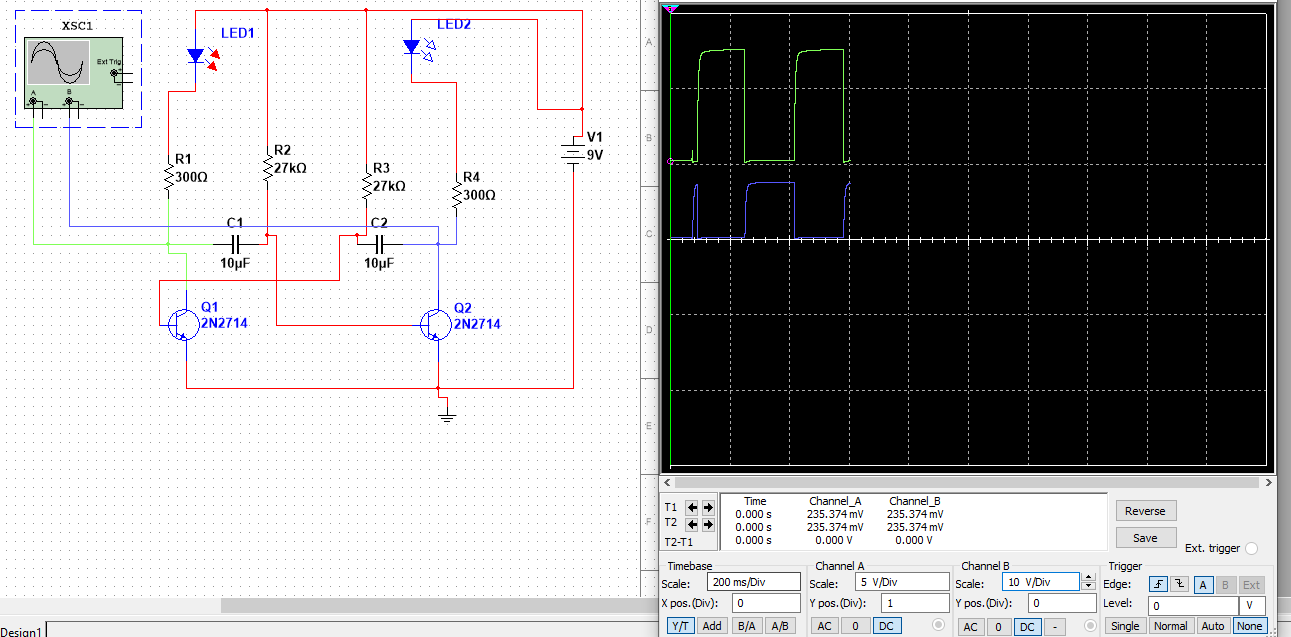 XSC1
Ext Trig
A
B
LED1
LED2
V1
9V
R1
300Ω
R2
27kΩ
R3
27kΩ
R4
300Ω
C1
10µF
C2
10µF
Q1
2N2714
Q2
2N2714
A
B
C
D
E
F
Design1
T1
T2
T2-T1
Time Channel_A Channel_B
0.000 s 235.374 mV 235.374 mV
0.000 s 235.374 mV 235.374 mV
0.000 s 0.000 V 0.000 V
Reverse
Save
Ext. trigger
Timebase
Scale: 200 ms/Div
X pos.(Div): 0
Y/T Add B/A A/B
Channel A
Scale: 5 V/Div
Y pos.(Div): 1
AC 0 DC
Channel B
Scale: 10 V/Div
Y pos.(Div): 0
AC 0 DC -
Trigger
Edge: A B Ext
Level: 0 V
Single Normal Auto None